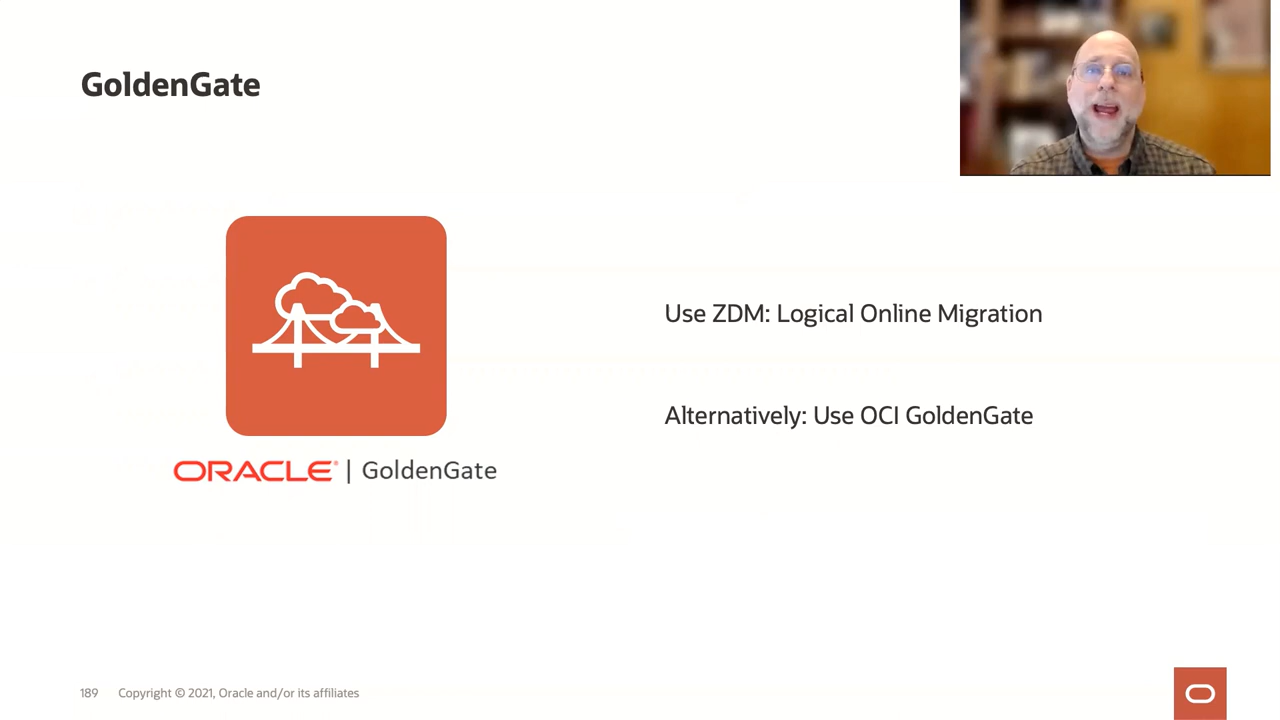 GoldenGate
ORACLE® | GoldenGate
Use ZDM: Logical Online Migration
Alternatively: Use OCI GoldenGate
189 Copyright © 2021, Oracle and/or its affiliates